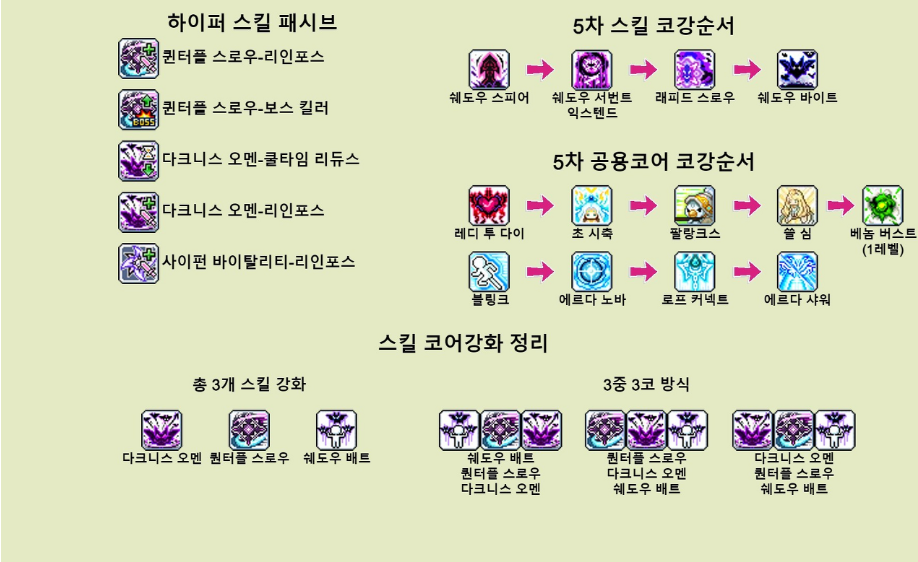 하이퍼 스킬 패시브
퀸터플 스로우-리인포스
퀸터플 스로우-보스 킬러
BOSS
다크니스 오멘-쿨타임 리듀스
다크니스 오멘-리인포스
사이펀 바이탈리티-리인포스
5차 스킬 코강순서
쉐도우 스피어
쉐도우 서번트
익스텐드
래피드 스로우
쉐도우 바이트
5차 공용코어 코강순서
레디 투 다이
초 시축
팔랑크스
쓸 심
베놈 버스트
(1레벨)
블링크
에르다 노바
로프 커넥트
에르다 샤워
스킬 코어강화 정리
총 3개 스킬 강화
다크니스 오멘
퀸터플 스로우
쉐도우 배트
3중 3코 방식
쉐도우 배트
퀸터플 스로우
다크니스 오멘
퀸터플 스로우
다크니스 오멘
쉐도우 배트
다크니스 오멘
퀸터플 스로우
쉐도우 배트